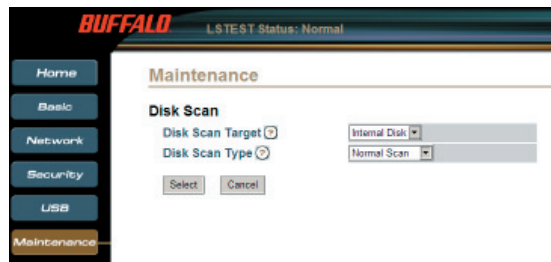 BUFFALO
LSTEST Status: Normal
Home
Basic
Network
Security
USB
Maintenance
Maintenance
Disk Scan
Disk Scan Target ?
Internal Disk
Disk Scan Type ?
Normal Scan
Select Cancel